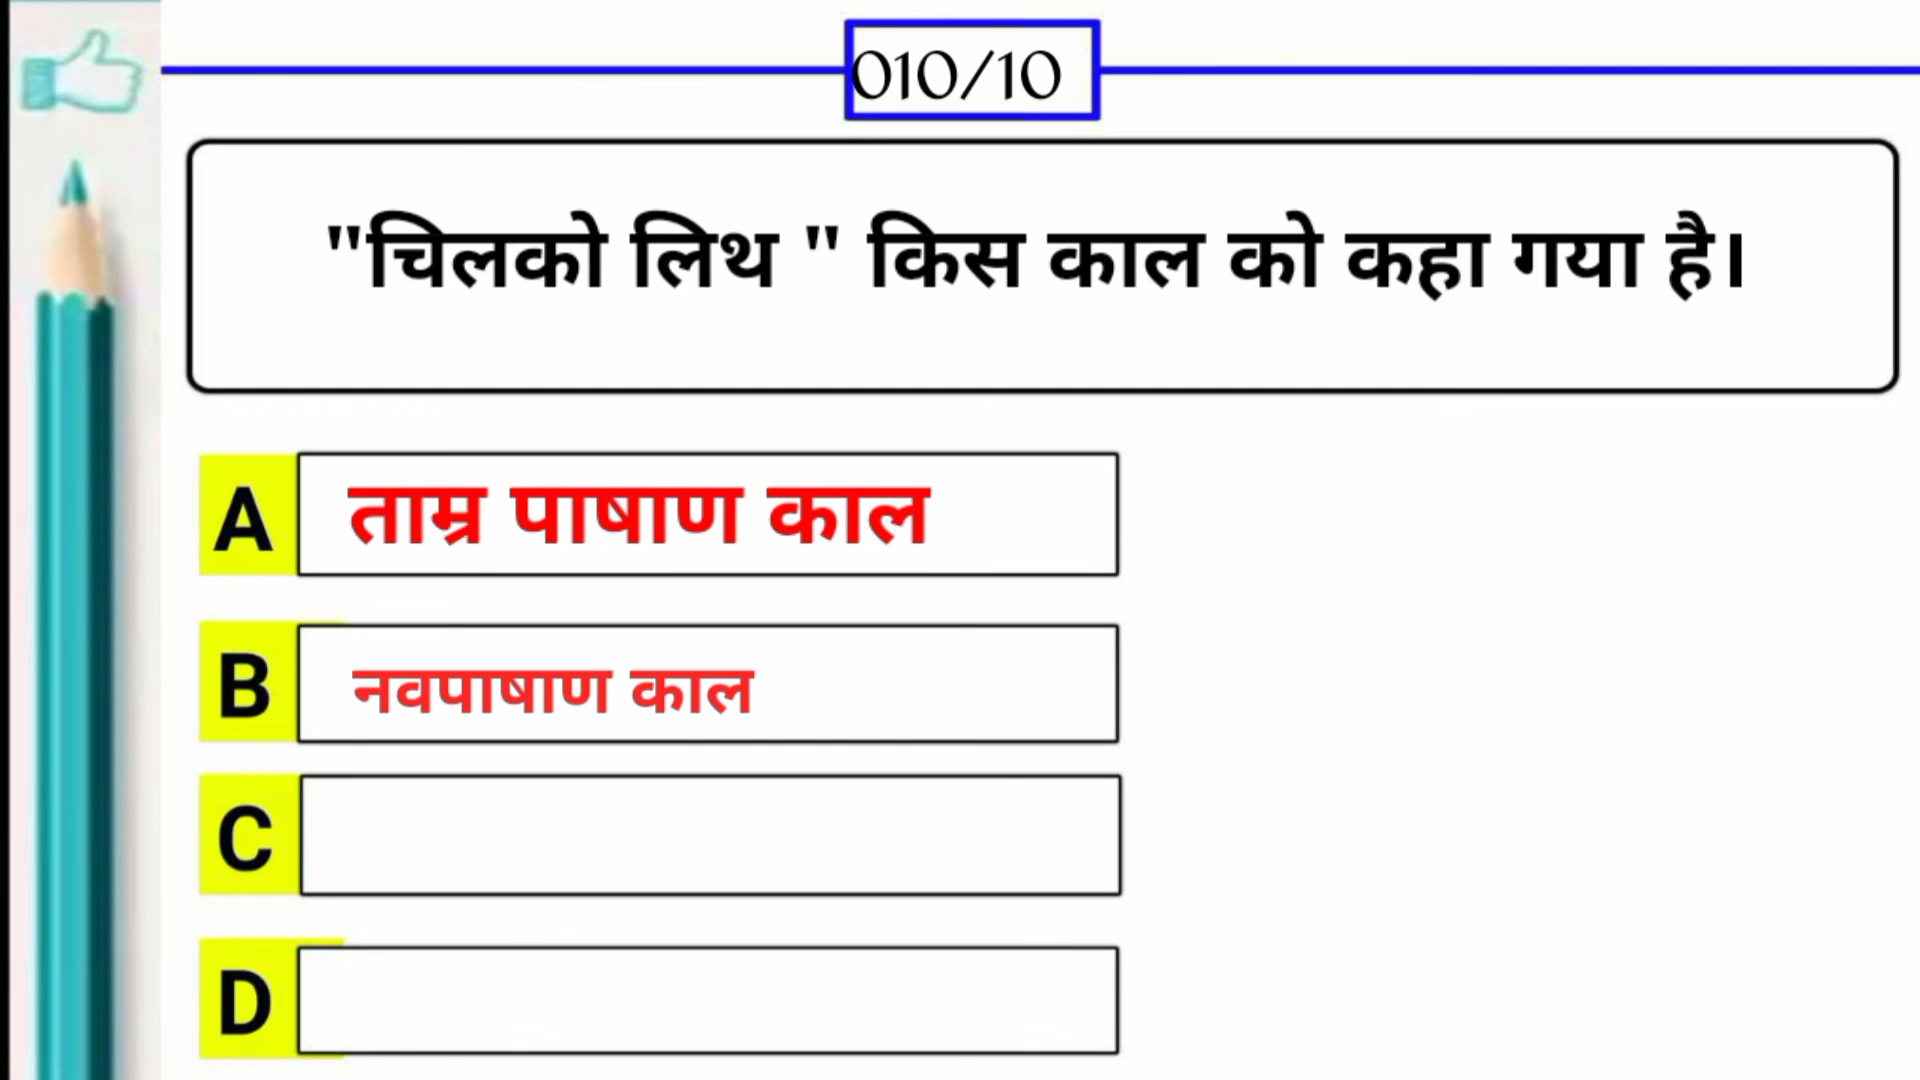 010/10
"चिलको लिथ " किस काल को कहा गया है।
A ताम्र पाषाण काल
B नवपाषाण काल
C
D